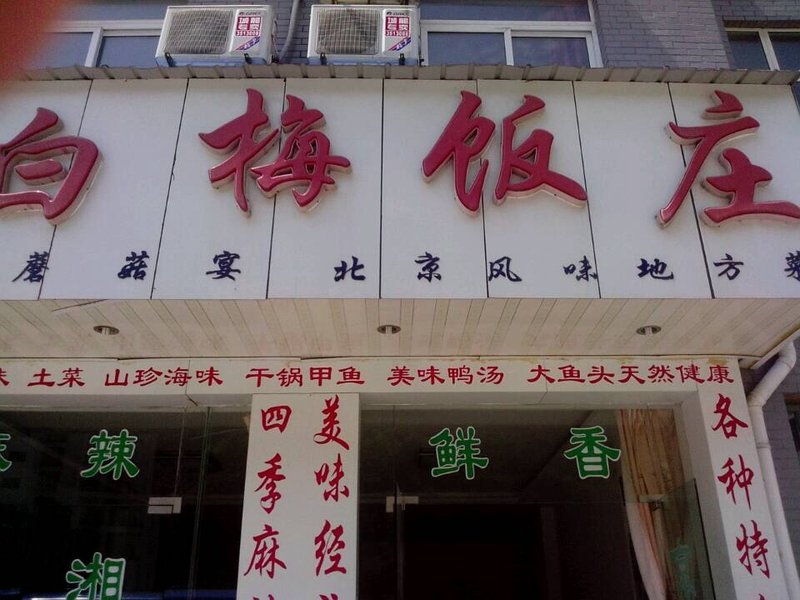 白梅饭庄
蘑菇宴 北京风味地方菜
土菜 山珍海味 干锅甲鱼 美味鸭汤 大鱼头天然健康
辣 鲜 香
湘
美味经
四季麻
各种特